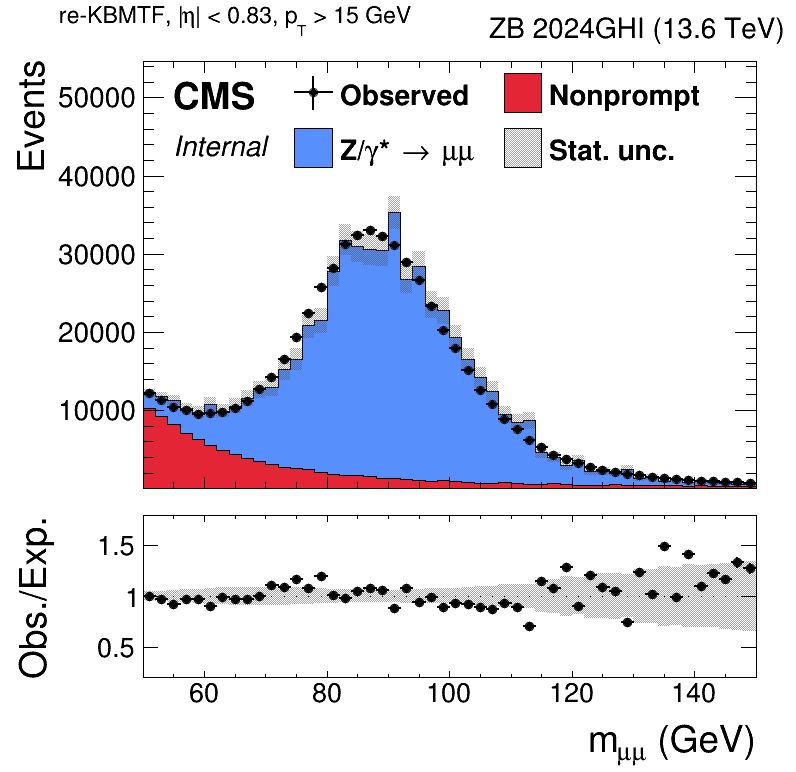 re-KBMTF, |η| < 0.83, p_T > 15 GeV
ZB 2024GHI (13.6 TeV)
Events
50000
40000
30000
20000
10000
CMS
Internal
Observed
Nonprompt
Z/γ* → μμ
Stat. unc.
Obs./Exp.
1.5
1
0.5
60 80 100 120 140
m_μμ (GeV)